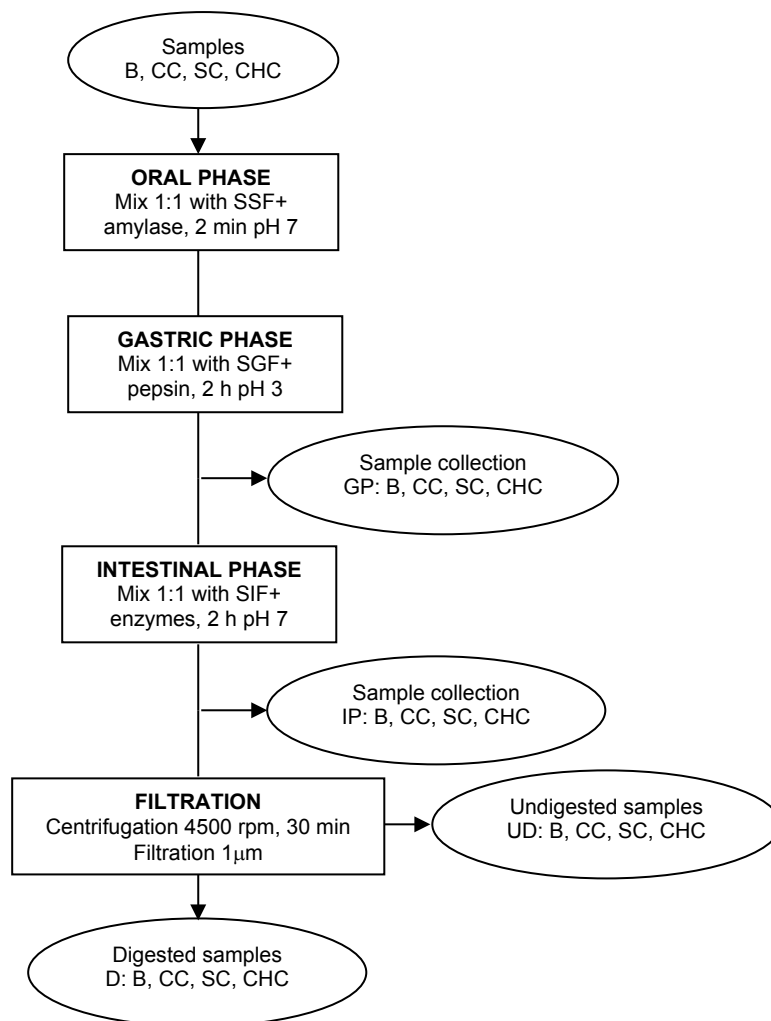 Samples
B, CC, SC, CHC
ORAL PHASE
Mix 1:1 with SSF+
amylase, 2 min pH 7
GASTRIC PHASE
Mix 1:1 with SGF+
pepsin, 2 h pH 3
Sample collection
GP: B, CC, SC, CHC
INTESTINAL PHASE
Mix 1:1 with SIF+
enzymes, 2 h pH 7
Sample collection
IP: B, CC, SC, CHC
FILTRATION
Centrifugation 4500 rpm, 30 min
Filtration 1μm
Undigested samples
UD: B, CC, SC, CHC
Digested samples
D: B, CC, SC, CHC